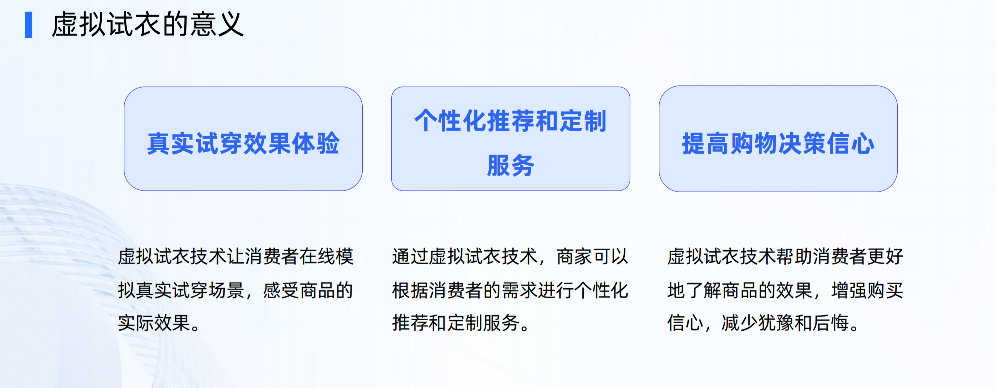 虚拟试衣的意义
真实试穿效果体验
个性化推荐和定制
服务
提高购物决策信心
虚拟试衣技术让消费者在线模
拟真实试穿场景，感受商品的
实际效果。
通过虚拟试衣技术，商家可以
根据消费者的需求进行个性化
推荐和定制服务。
虚拟试衣技术帮助消费者更好
地了解商品的效果，增强购买
信心，减少犹豫和后悔。